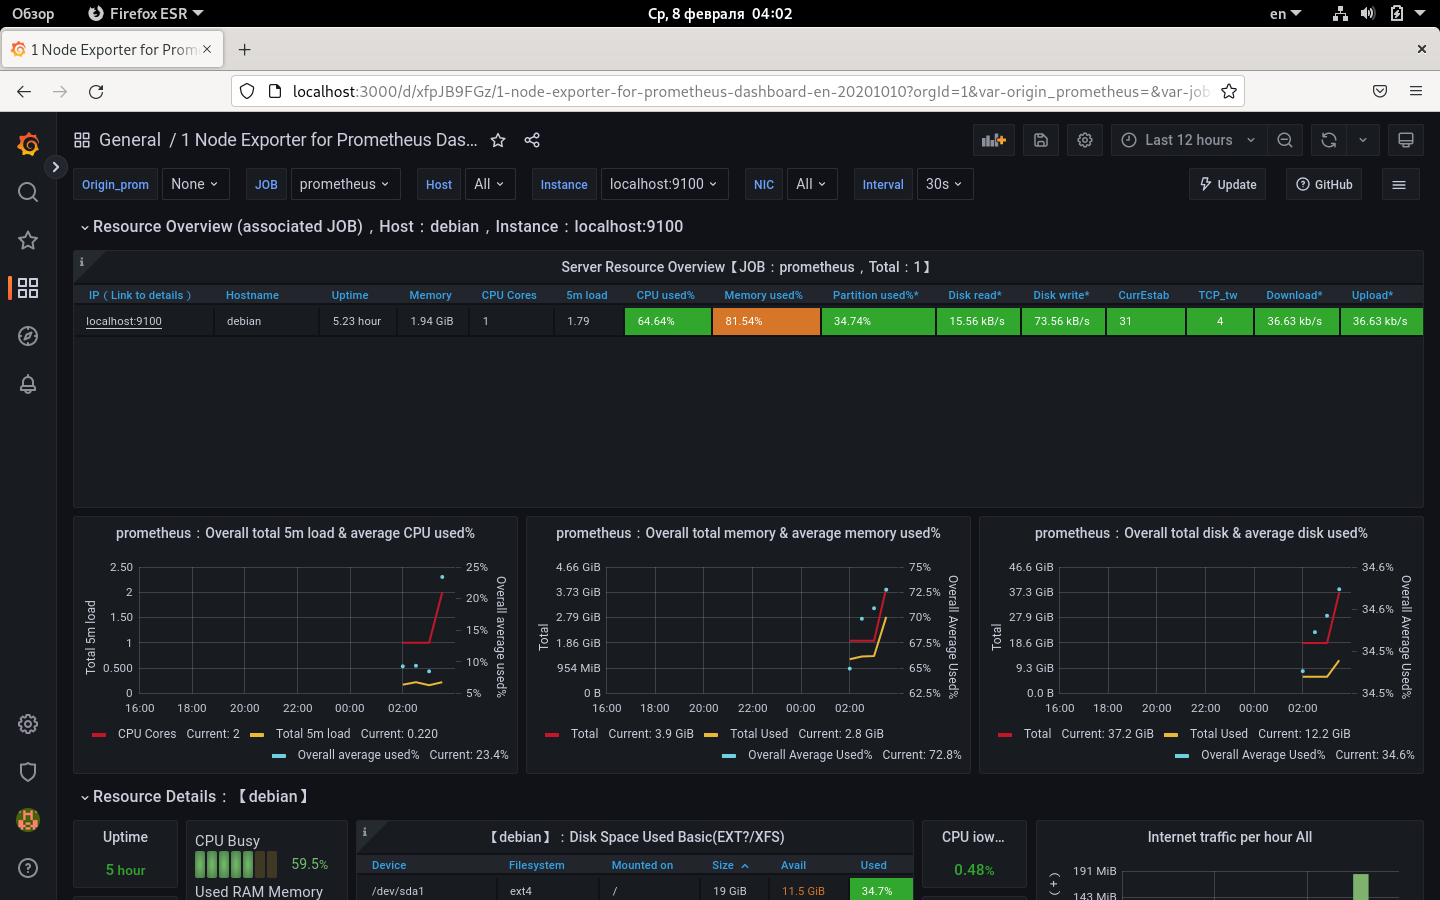 Обзор Firefox ESR Ср, 8 февраля 04:02 en
1 Node Exporter for Prom
localhost:3000/d/xfpJB9FGz/1-node-exporter-for-prometheus-dashboard-en-20201010?orgId=1&var-origin_prometheus=&var-job
General / 1 Node Exporter for Prometheus Das... Last 12 hours
Origin_prom None JOB prometheus Host All Instance localhost:9100 NIC All Interval 30s Update GitHub
Resource Overview (associated JOB)，Host：debian，Instance：localhost:9100
Server Resource Overview【JOB：prometheus，Total：1】
IP（Link to details） Hostname Uptime Memory CPU Cores 5m load CPU used% Memory used% Partition used%* Disk read* Disk write* CurrEstab TCP_tw Download* Upload*
localhost:9100 debian 5.23 hour 1.94 GiB 1 1.79 64.64% 81.54% 34.74% 15.56 kB/s 73.56 kB/s 31 4 36.63 kb/s 36.63 kb/s
prometheus：Overall total 5m load & average CPU used%
2.50 25%
2 20%
1.50 15%
1 10%
0.500 5%
0
Total 5m load
Overall average used%
16:00 18:00 20:00 22:00 00:00 02:00
CPU Cores Current: 2 Total 5m load Current: 0.220
Overall average used% Current: 23.4%
prometheus：Overall total memory & average memory used%
4.66 GiB 75%
3.73 GiB 72.5%
2.79 GiB 70%
1.86 GiB 67.5%
954 MiB 65%
0 B 62.5%
Total
Overall Average Used%
16:00 18:00 20:00 22:00 00:00 02:00
Total Current: 3.9 GiB Total Used Current: 2.8 GiB
Overall Average Used% Current: 72.8%
prometheus：Overall total disk & average disk used%
46.6 GiB 34.6%
37.3 GiB 34.6%
27.9 GiB 34.5%
18.6 GiB 34.5%
9.3 GiB
0.0 B
Total
Overall Average Used%
16:00 18:00 20:00 22:00 00:00 02:00
Total Current: 37.2 GiB Total Used Current: 12.2 GiB
Overall Average Used% Current: 34.6%
Resource Details：【debian】
Uptime
5 hour
CPU Busy
59.5%
Used RAM Memory
【debian】：Disk Space Used Basic(EXT?/XFS)
Device Filesystem Mounted on Size Avail Used
/dev/sda1 ext4 / 19 GiB 11.5 GiB 34.7%
CPU iow...
0.48%
Internet traffic per hour All
191 MiB
143 MiB
(+)